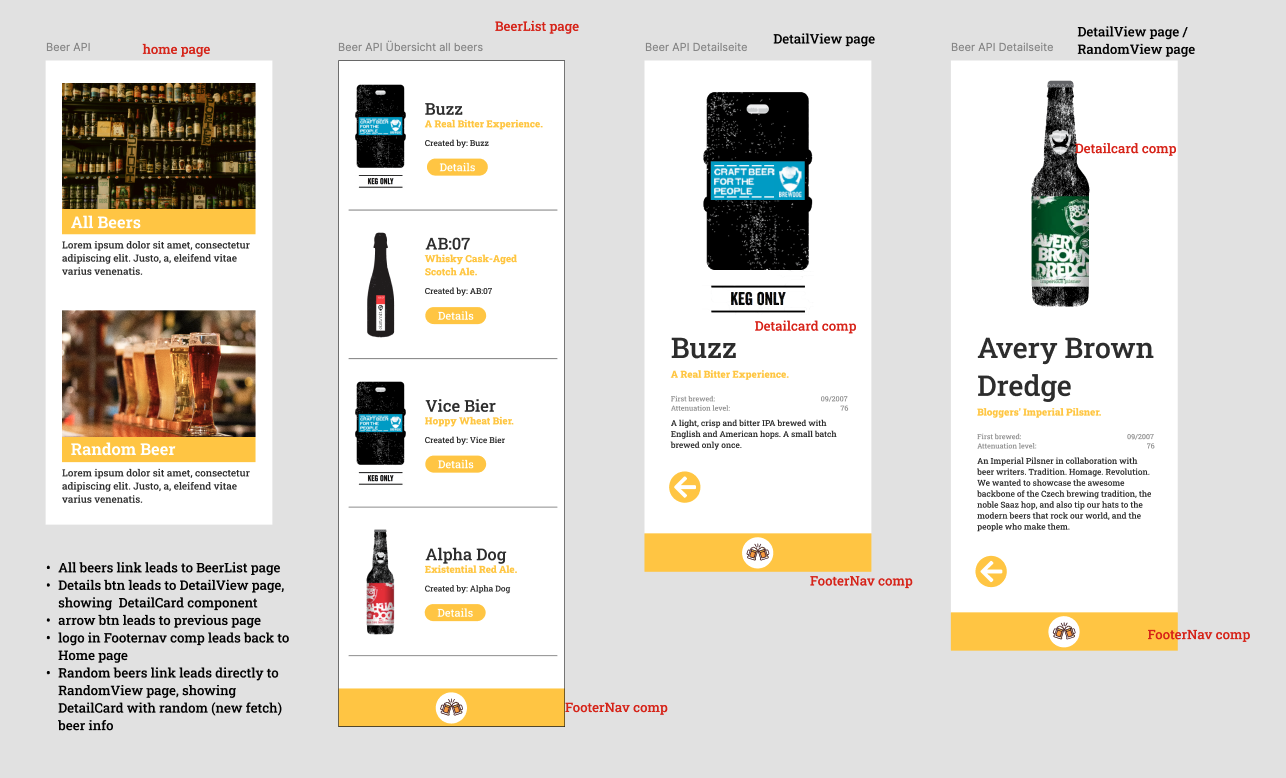 Beer API
home page
All Beers
Lorem ipsum dolor sit amet, consectetur
adipiscing elit. Justo, a, eleifend vitae
varius venenatis.
Random Beer
Lorem ipsum dolor sit amet, consectetur
adipiscing elit. Justo, a, eleifend vitae
varius venenatis.
• All beers link leads to BeerList page
• Details btn leads to DetailView page,
showing DetailCard component
• arrow btn leads to previous page
• logo in Footernav comp leads back to
Home page
• Random beers link leads directly to
RandomView page, showing
DetailCard with random (new fetch)
beer info
BeerList page
Beer API Übersicht all beers
CRAFT BEER
FOR THE
PEOPLE
KEG ONLY
Buzz
A Real Bitter Experience.
Created by: Buzz
Details
AB:07
Whisky Cask-Aged
Scotch Ale.
Created by: AB:07
Details
CRAFT BEER
FOR THE
PEOPLE
KEG ONLY
Vice Bier
Hoppy Wheat Bier.
Created by: Vice Bier
Details
Alpha Dog
Existential Red Ale.
Created by: Alpha Dog
Details
FooterNav comp
Beer API Detailseite
DetailView page
CRAFT BEER
FOR THE
PEOPLE
BREWDOG
KEG ONLY
Detailcard comp
Buzz
A Real Bitter Experience.
First brewed: 09/2007
Attenuation level: 76
A light, crisp and bitter IPA brewed with
English and American hops. A small batch
brewed only once.
FooterNav comp
Beer API Detailseite
DetailView page /
RandomView page
Detailcard comp
AVERY
BROWN
DREDGE
imperial pilsner
Avery Brown
Dredge
Bloggers' Imperial Pilsner.
First brewed: 09/2007
Attenuation level: 76
An Imperial Pilsner in collaboration with
beer writers. Tradition. Homage. Revolution.
We wanted to showcase the awesome
backbone of the Czech brewing tradition, the
noble Saaz hop, and also tip our hats to the
modern beers that rock our world, and the
people who make them.
FooterNav comp